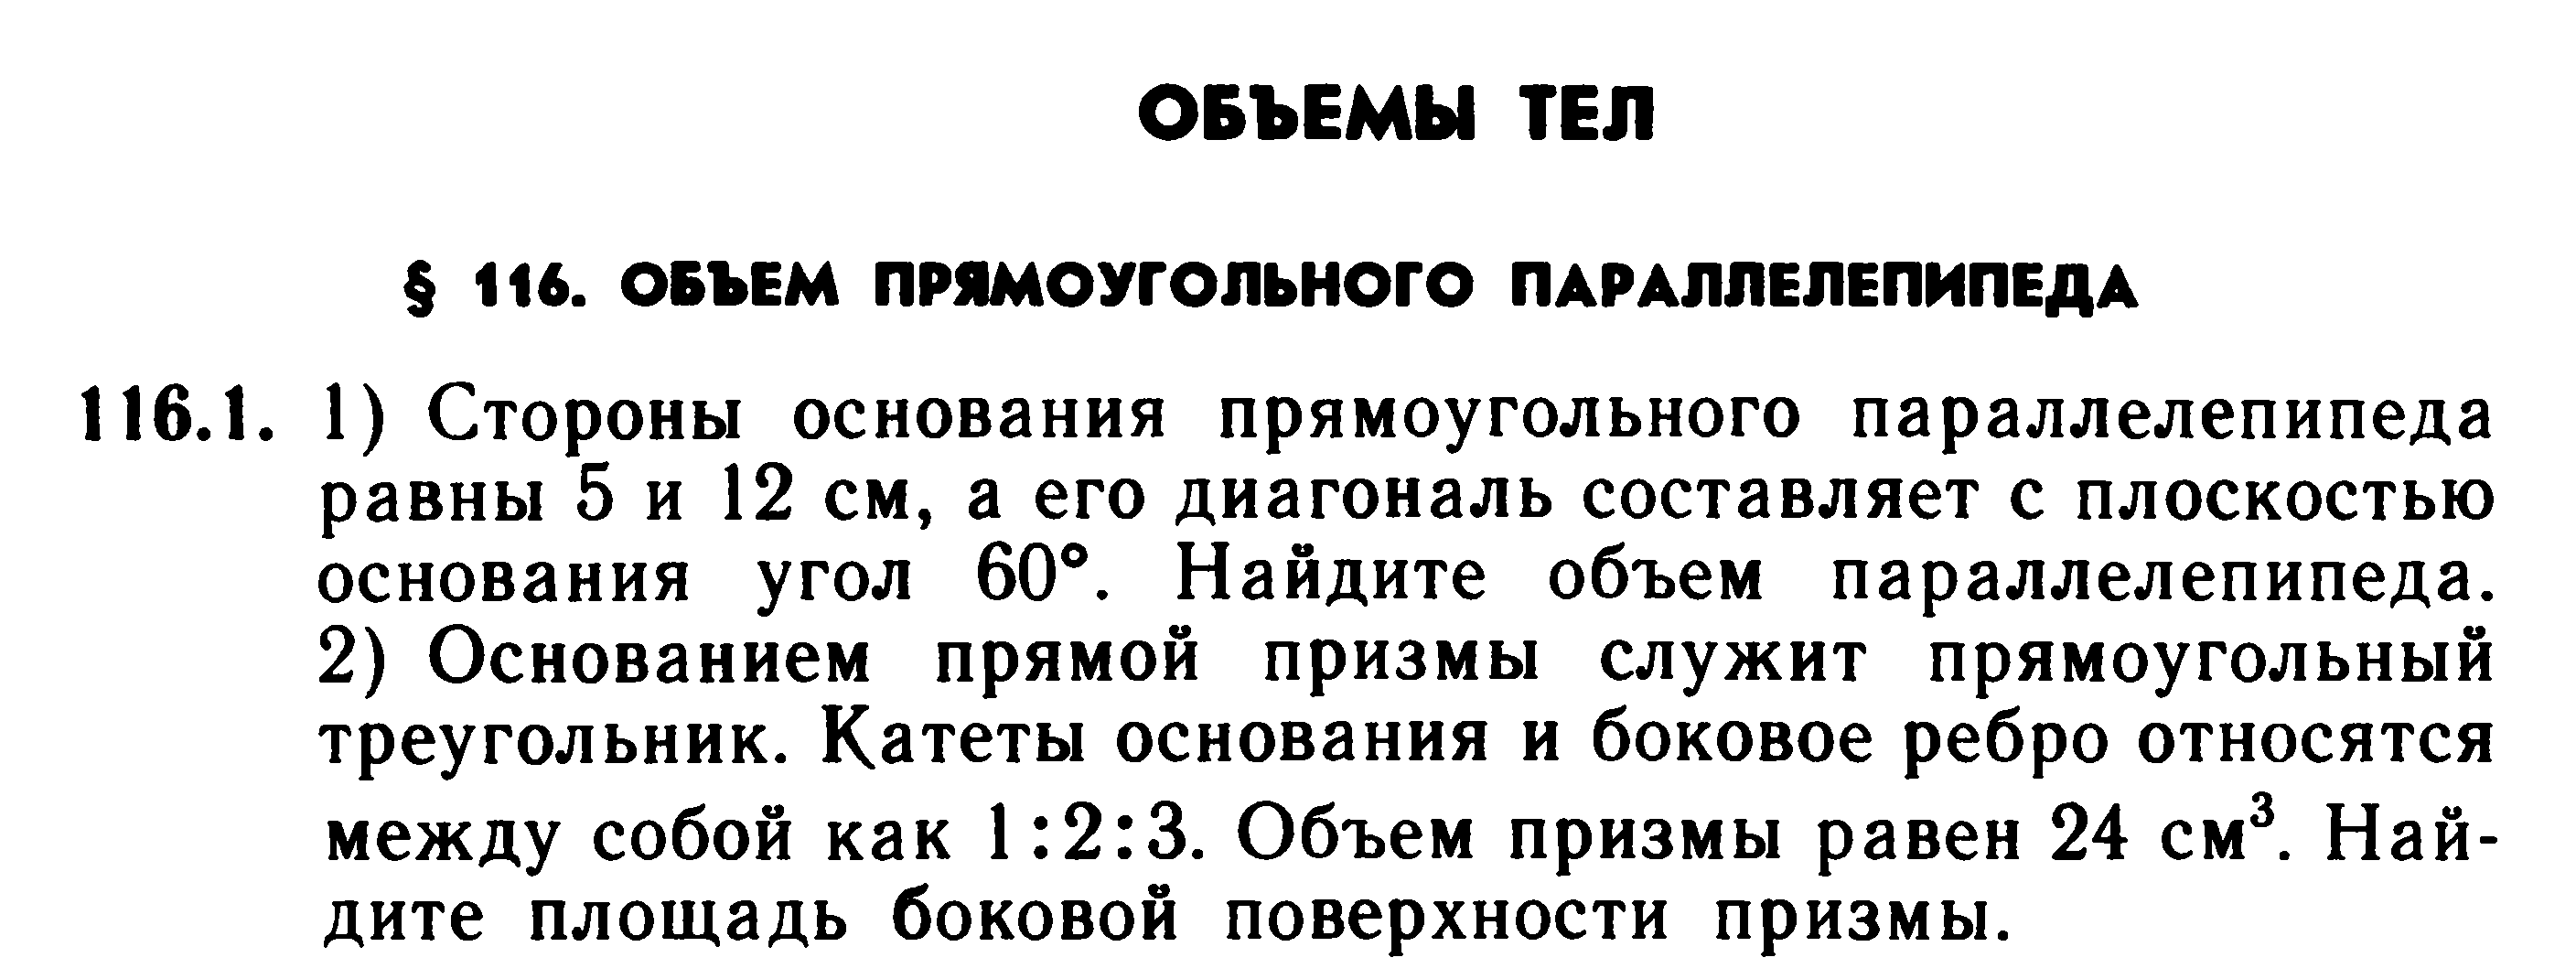 ОБЪЕМЫ ТЕЛ
§ 116. ОБЪЕМ ПРЯМОУГОЛЬНОГО ПАРАЛЛЕЛЕПИПЕДА
116.1. 1) Стороны основания прямоугольного параллелепипеда
равны 5 и 12 см, а его диагональ составляет с плоскостью
основания угол 60°. Найдите объем параллелепипеда.
2) Основанием прямой призмы служит прямоугольный
треугольник. Катеты основания и боковое ребро относятся
между собой как 1:2:3. Объем призмы равен 24 см³. Най-
дите площадь боковой поверхности призмы.